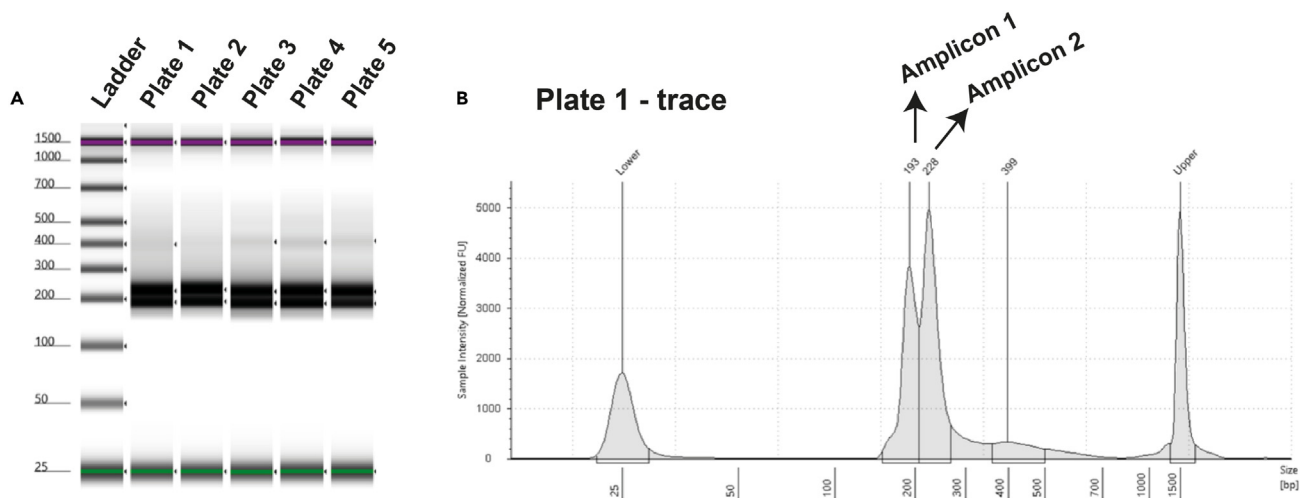 A
Ladder
Plate 1
Plate 2
Plate 3
Plate 4
Plate 5
1500
1000
700
500
400
300
200
100
50
25
B
Plate 1 - trace
Amplicon 1
Amplicon 2
Lower
193
228
399
Upper
Sample Intensity [Normalized FU]
5000
4000
3000
2000
1000
0
25
50
100
200
300
400
500
700
1000
1500
Size
[bp]